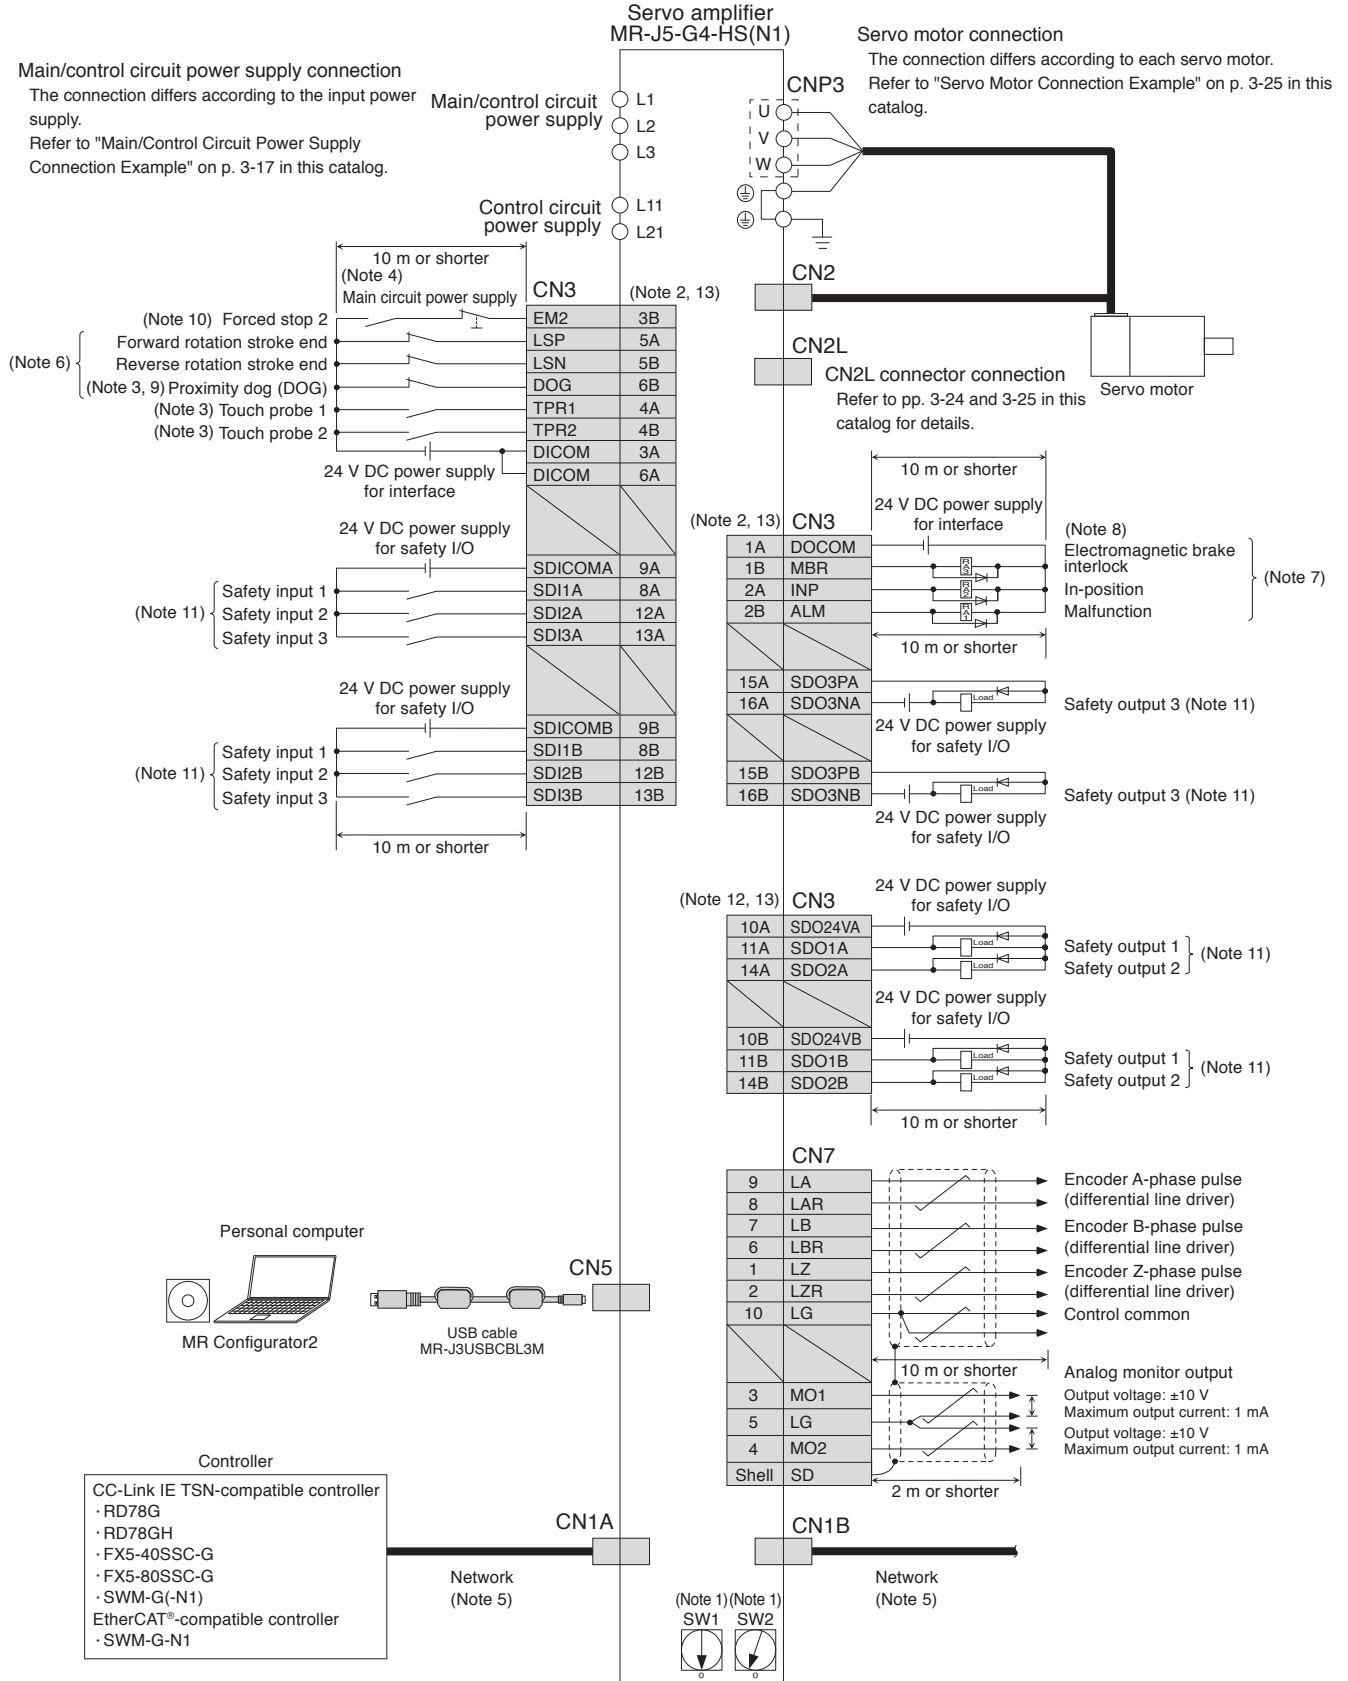 Servo amplifier
MR-J5-G4-HS(N1)
Main/control circuit power supply connection
The connection differs according to the input power
supply.
Refer to "Main/Control Circuit Power Supply
Connection Example" on p. 3-17 in this catalog.
Servo motor connection
The connection differs according to each servo motor.
Refer to "Servo Motor Connection Example" on p. 3-25 in this
catalog.
Main/control circuit
power supply
L1
L2
L3
Control circuit
power supply
L11
L21
CNP3
U
V
W
CN2
CN2L
CN2L connector connection
Refer to pp. 3-24 and 3-25 in this
catalog for details.
Servo motor
10 m or shorter
(Note 4)
Main circuit power supply
CN3
(Note 2, 13)
(Note 10) Forced stop 2
EM2 3B
(Note 6)
Forward rotation stroke end
LSP 5A
Reverse rotation stroke end
LSN 5B
(Note 3, 9) Proximity dog (DOG)
DOG 6B
(Note 3) Touch probe 1
TPR1 4A
(Note 3) Touch probe 2
TPR2 4B
DICOM 3A
24 V DC power supply
for interface
DICOM 6A
24 V DC power supply
for safety I/O
SDICOMA 9A
(Note 11)
Safety input 1
SDI1A 8A
Safety input 2
SDI2A 12A
Safety input 3
SDI3A 13A
24 V DC power supply
for safety I/O
SDICOMB 9B
(Note 11)
Safety input 1
SDI1B 8B
Safety input 2
SDI2B 12B
Safety input 3
SDI3B 13B
10 m or shorter
10 m or shorter
24 V DC power supply
for interface
(Note 2, 13) CN3
(Note 8)
1A DOCOM
Electromagnetic brake
interlock
1B MBR
RA3
2A INP
RA2
In-position
2B ALM
RA1
Malfunction
(Note 7)
10 m or shorter
15A SDO3PA
16A SDO3NA
Load
Safety output 3 (Note 11)
24 V DC power supply
for safety I/O
15B SDO3PB
16B SDO3NB
Load
Safety output 3 (Note 11)
24 V DC power supply
for safety I/O
24 V DC power supply
for safety I/O
(Note 12, 13) CN3
10A SDO24VA
11A SDO1A
Load
Safety output 1
14A SDO2A
Load
Safety output 2
(Note 11)
24 V DC power supply
for safety I/O
10B SDO24VB
11B SDO1B
Load
Safety output 1
14B SDO2B
Load
Safety output 2
(Note 11)
10 m or shorter
CN7
9 LA
Encoder A-phase pulse
8 LAR
(differential line driver)
7 LB
Encoder B-phase pulse
6 LBR
(differential line driver)
1 LZ
Encoder Z-phase pulse
2 LZR
(differential line driver)
10 LG
Control common
10 m or shorter
Analog monitor output
3 MO1
Output voltage: ±10 V
Maximum output current: 1 mA
5 LG
Output voltage: ±10 V
4 MO2
Maximum output current: 1 mA
Shell SD
2 m or shorter
Personal computer
MR Configurator2
USB cable
MR-J3USBCBL3M
CN5
Controller
CC-Link IE TSN-compatible controller
·RD78G
·RD78GH
·FX5-40SSC-G
·FX5-80SSC-G
·SWM-G(-N1)
EtherCAT®-compatible controller
·SWM-G-N1
CN1A
Network
(Note 5)
CN1B
Network
(Note 5)
(Note 1) (Note 1)
SW1 SW2
0 0